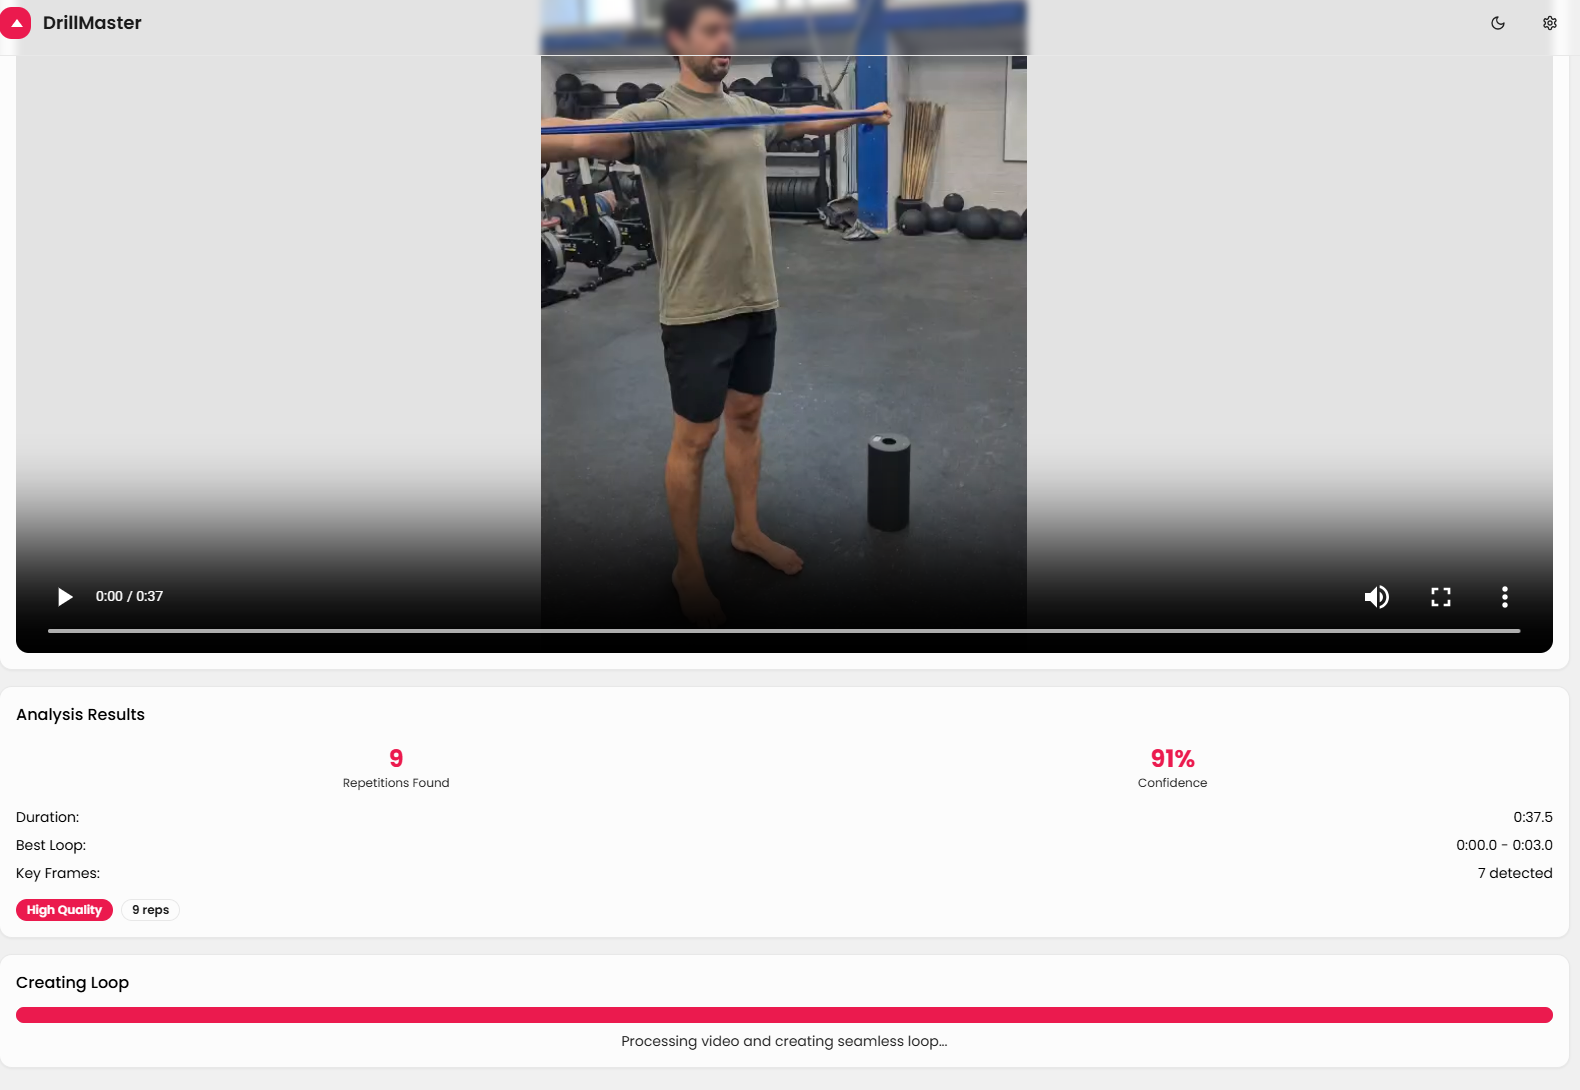 DrillMaster
0:00 / 0:37
Analysis Results
9
Repetitions Found
91%
Confidence
Duration:
0:37.5
Best Loop:
0:00.0 - 0:03.0
Key Frames:
7 detected
High Quality
9 reps
Creating Loop
Processing video and creating seamless loop...